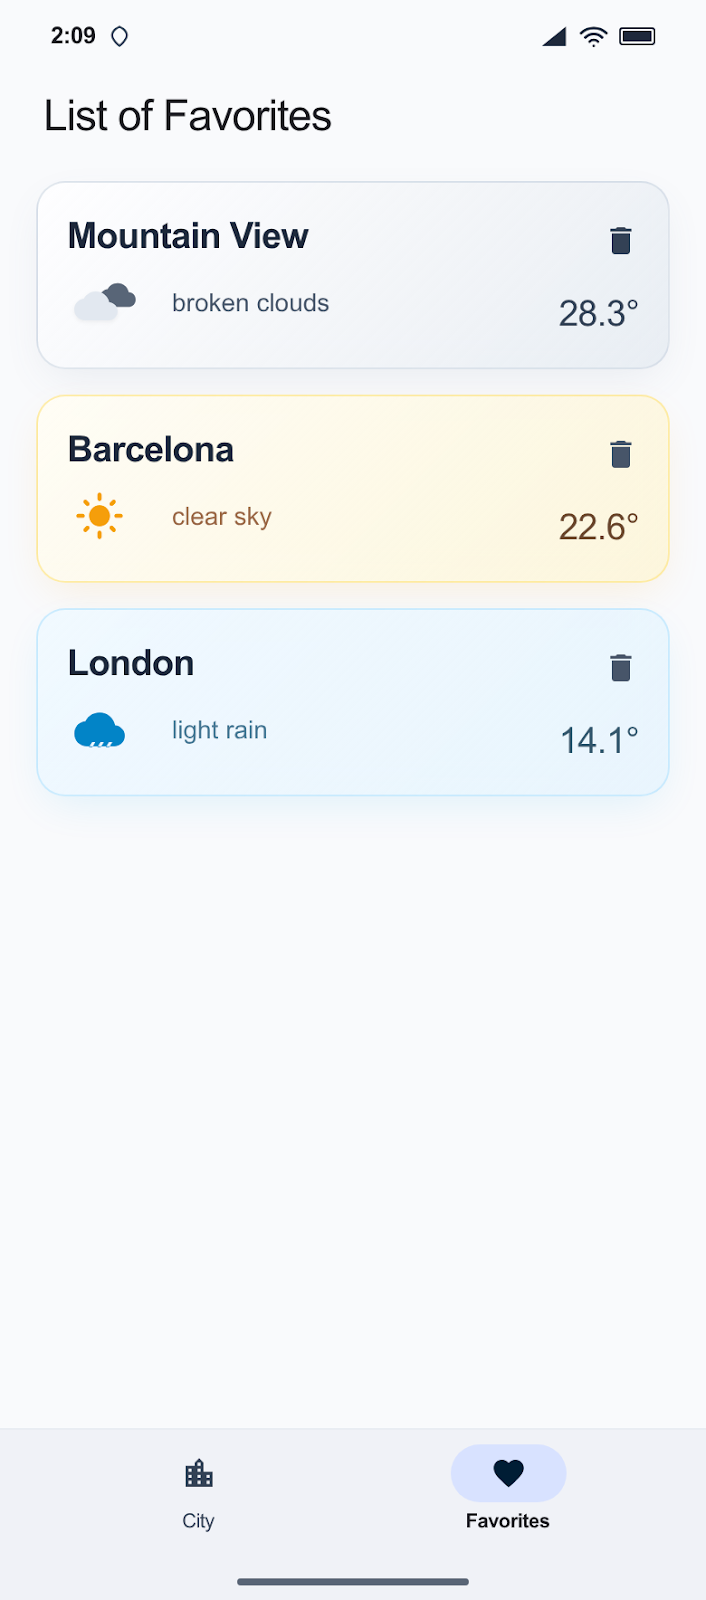 2:09
List of Favorites
Mountain View
broken clouds
28.3°
Barcelona
clear sky
22.6°
London
light rain
14.1°
City
Favorites